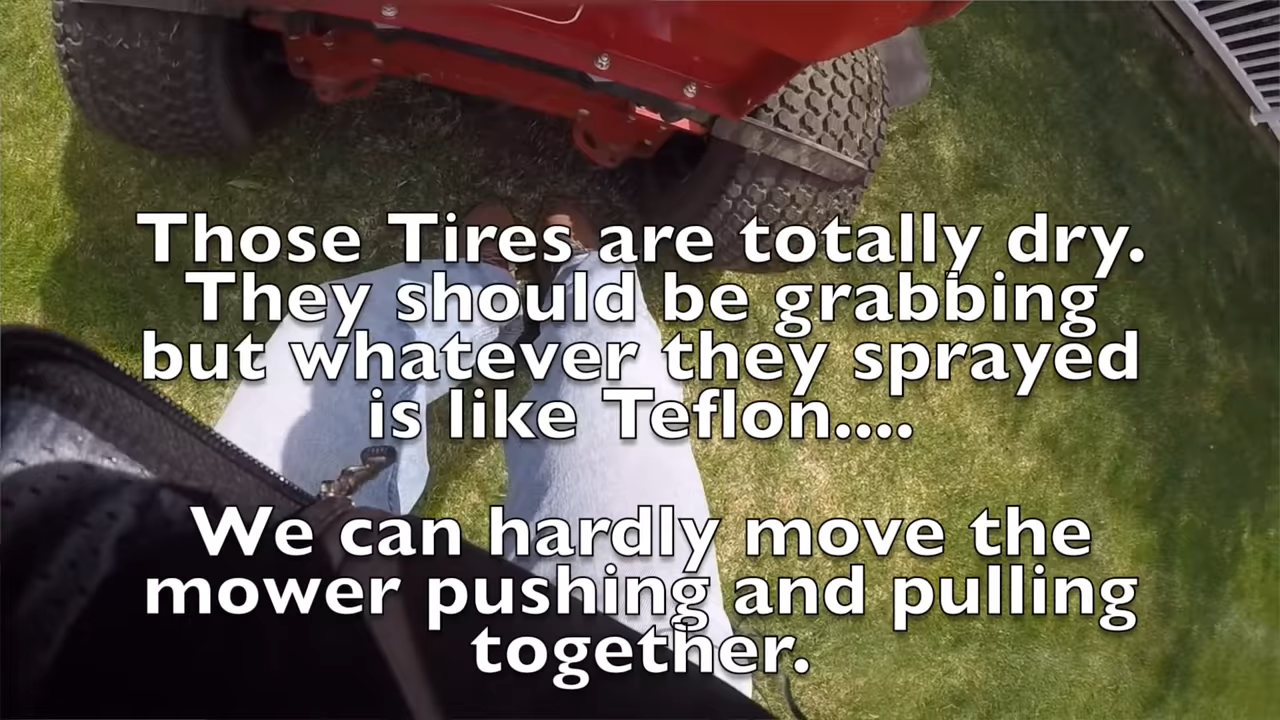 Those Tires are totally dry.
They should be grabbing
but whatever they sprayed
is like Teflon....
We can hardly move the
mower pushing and pulling
together.